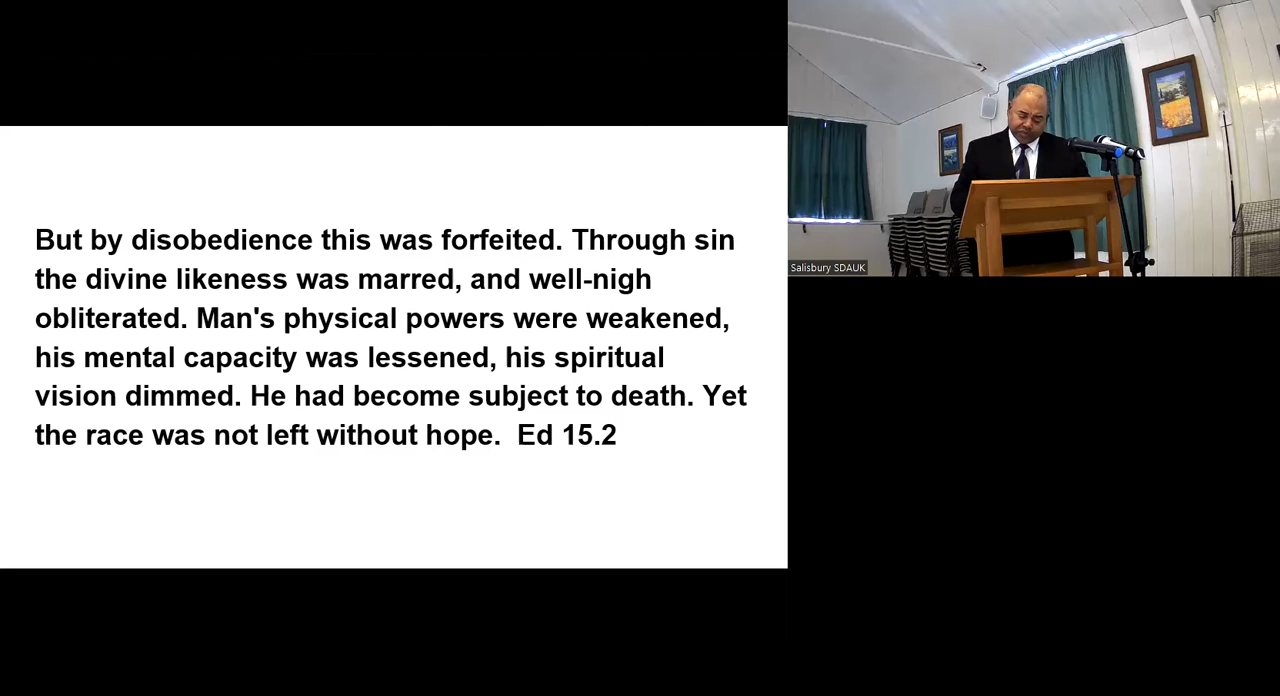 But by disobedience this was forfeited. Through sin
the divine likeness was marred, and well-nigh
obliterated. Man's physical powers were weakened,
his mental capacity was lessened, his spiritual
vision dimmed. He had become subject to death. Yet
the race was not left without hope.  Ed 15.2
Salisbury SDAUK